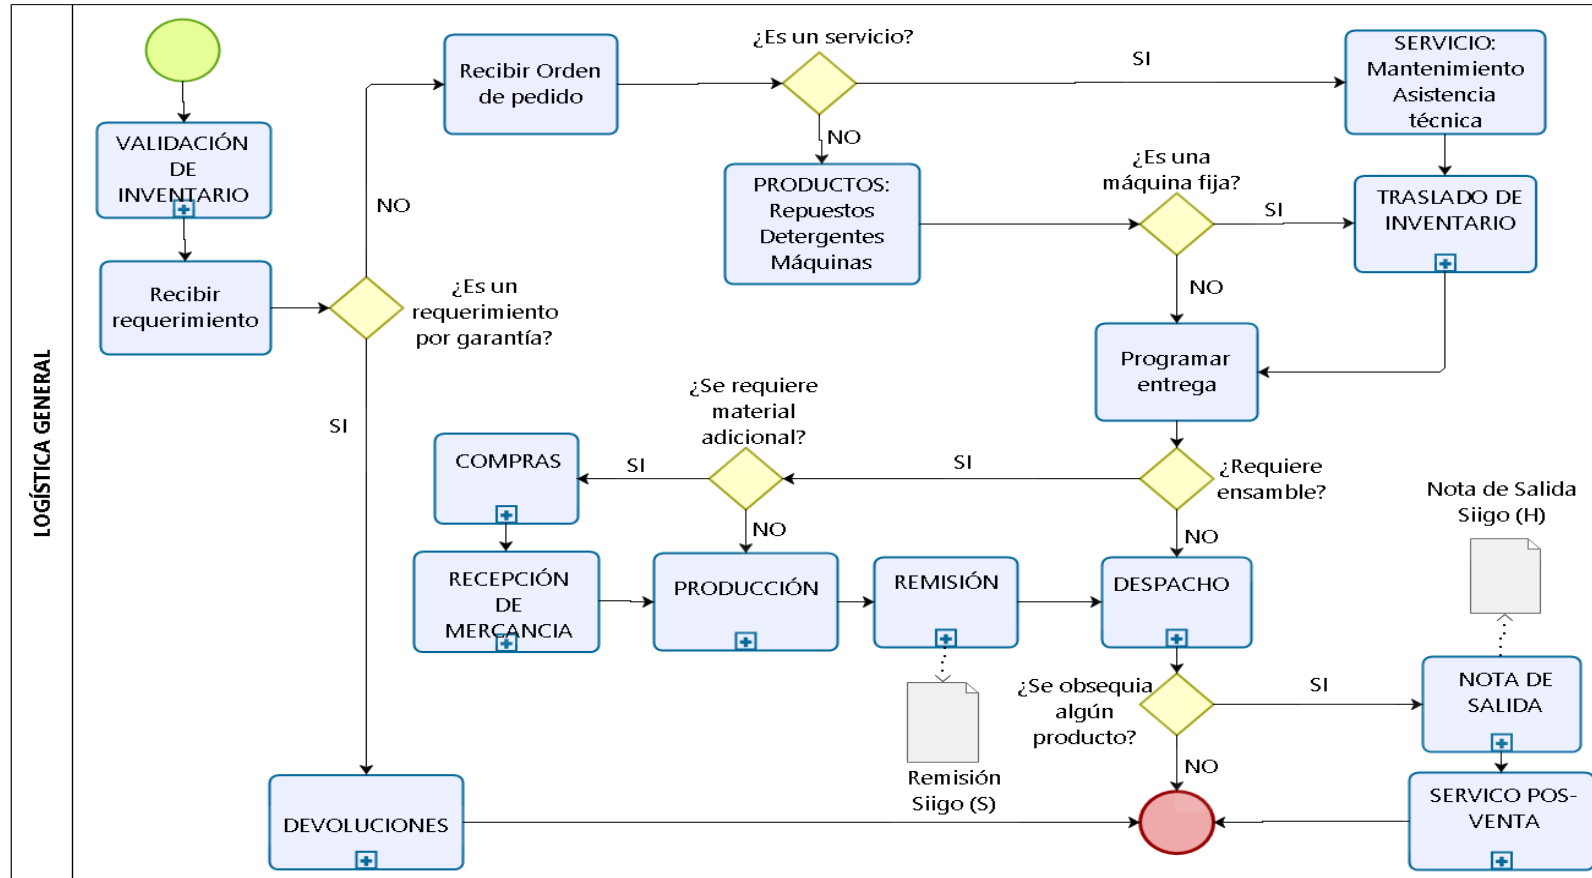 LOGÍSTICA GENERAL
VALIDACIÓN
DE
INVENTARIO
Recibir
requerimiento
¿Es un
requerimiento
por garantía?
NO
SI
Recibir Orden
de pedido
¿Es un servicio?
SI
NO
SERVICIO:
Mantenimiento
Asistencia
técnica
PRODUCTOS:
Repuestos
Detergentes
Máquinas
¿Es una
máquina fija?
SI
NO
TRASLADO DE
INVENTARIO
Programar
entrega
¿Requiere
ensamble?
SI
NO
¿Se requiere
material
adicional?
SI
NO
COMPRAS
RECEPCIÓN
DE
MERCANCIA
PRODUCCIÓN
REMISIÓN
Remisión
Siigo (S)
DESPACHO
¿Se obsequia
algún
producto?
SI
NO
Nota de Salida
Siigo (H)
NOTA DE
SALIDA
SERVICO POS-
VENTA
DEVOLUCIONES